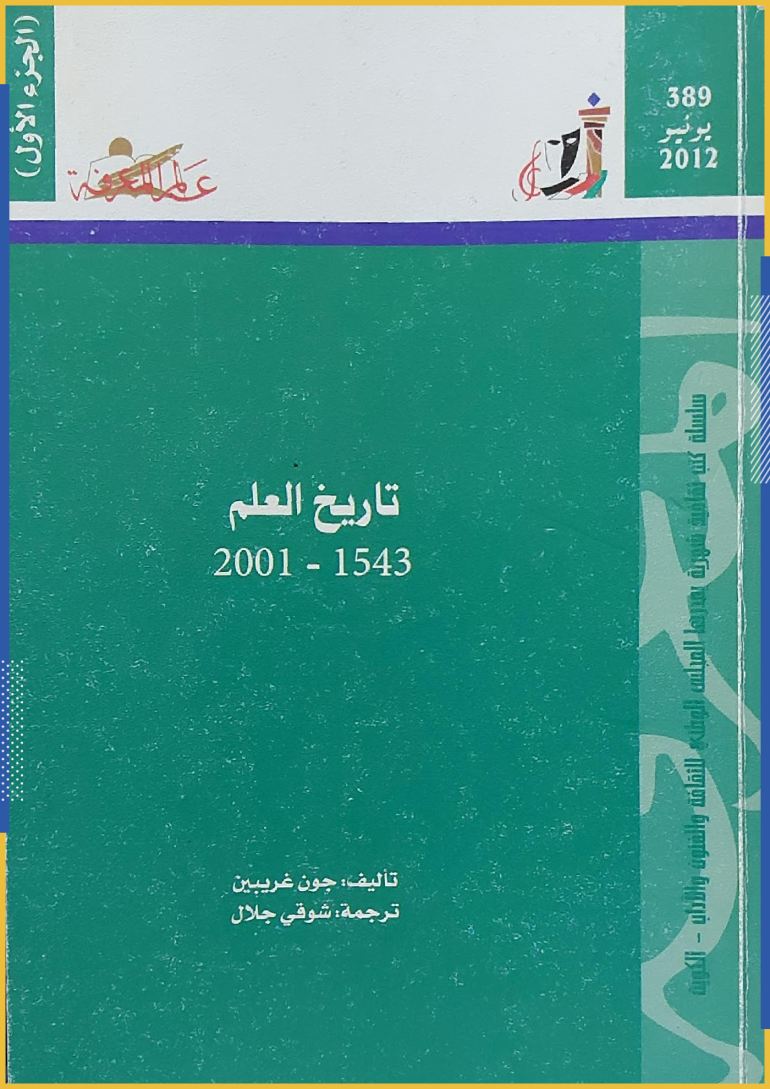 389
يونيو
2012
(الجزء الأول)
عالم المعرفة
تاريخ العلم
1543 - 2001
تأليف: جون غريبين
ترجمة: شوقي جلال
سلسلة كتب ثقافية شهرية يصدرها المجلس الوطني للثقافة والفنون والآداب - الكويت